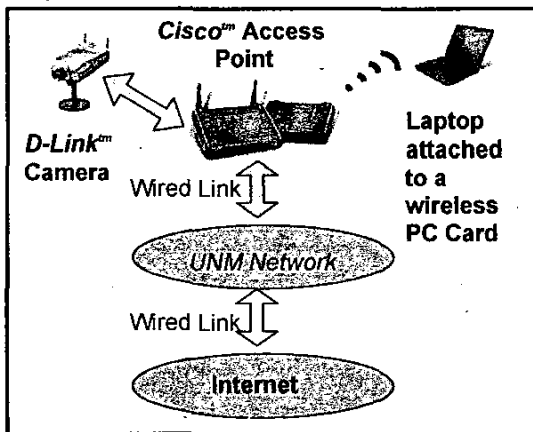 Cisco™ Access
Point
D-Link™
Camera
Laptop
attached
to a
wireless
PC Card
Wired Link
UNM Network
Wired Link
Internet